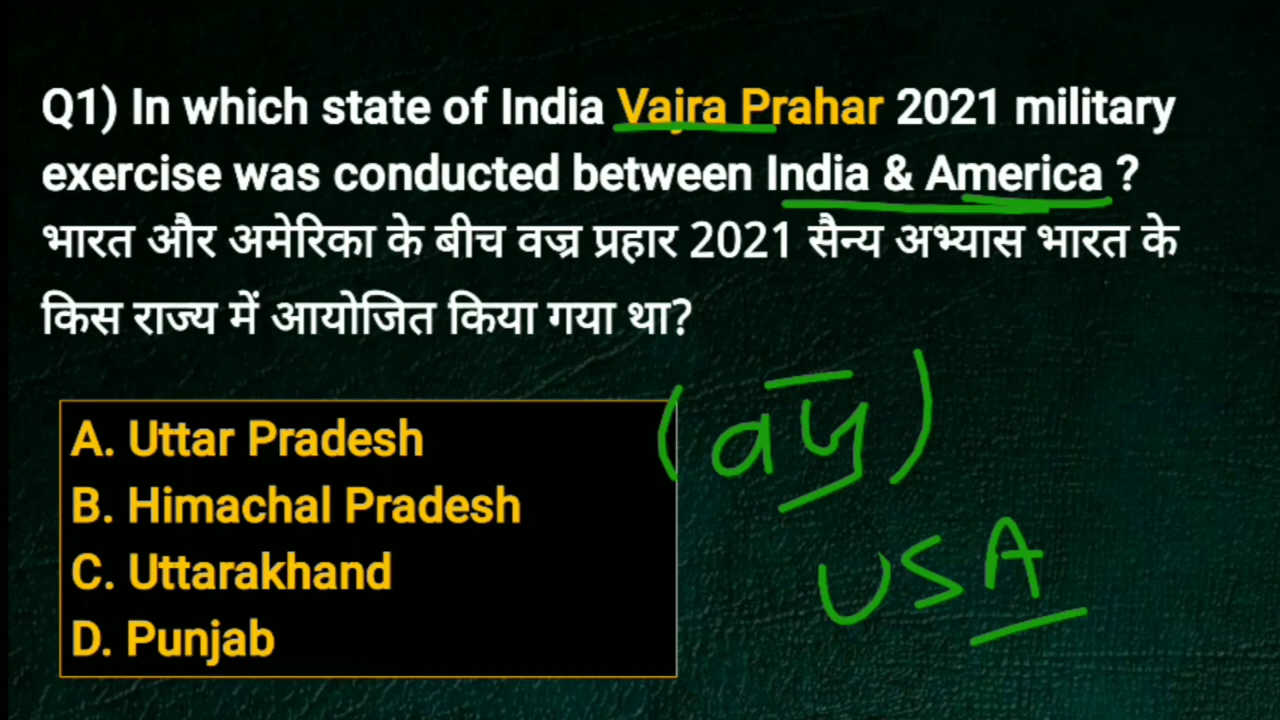 Q1) In which state of India Vajra Prahar 2021 military
exercise was conducted between India & America ?
भारत और अमेरिका के बीच वज्र प्रहार 2021 सैन्य अभ्यास भारत के
किस राज्य में आयोजित किया गया था?
A. Uttar Pradesh
B. Himachal Pradesh
C. Uttarakhand
D. Punjab
USA